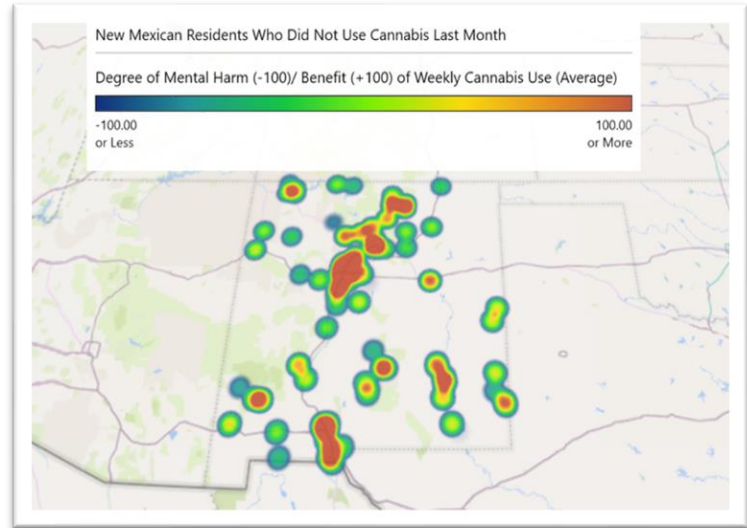 New Mexican Residents Who Did Not Use Cannabis Last Month
Degree of Mental Harm (-100)/ Benefit (+100) of Weekly Cannabis Use (Average)
-100.00
100.00
or Less
or More